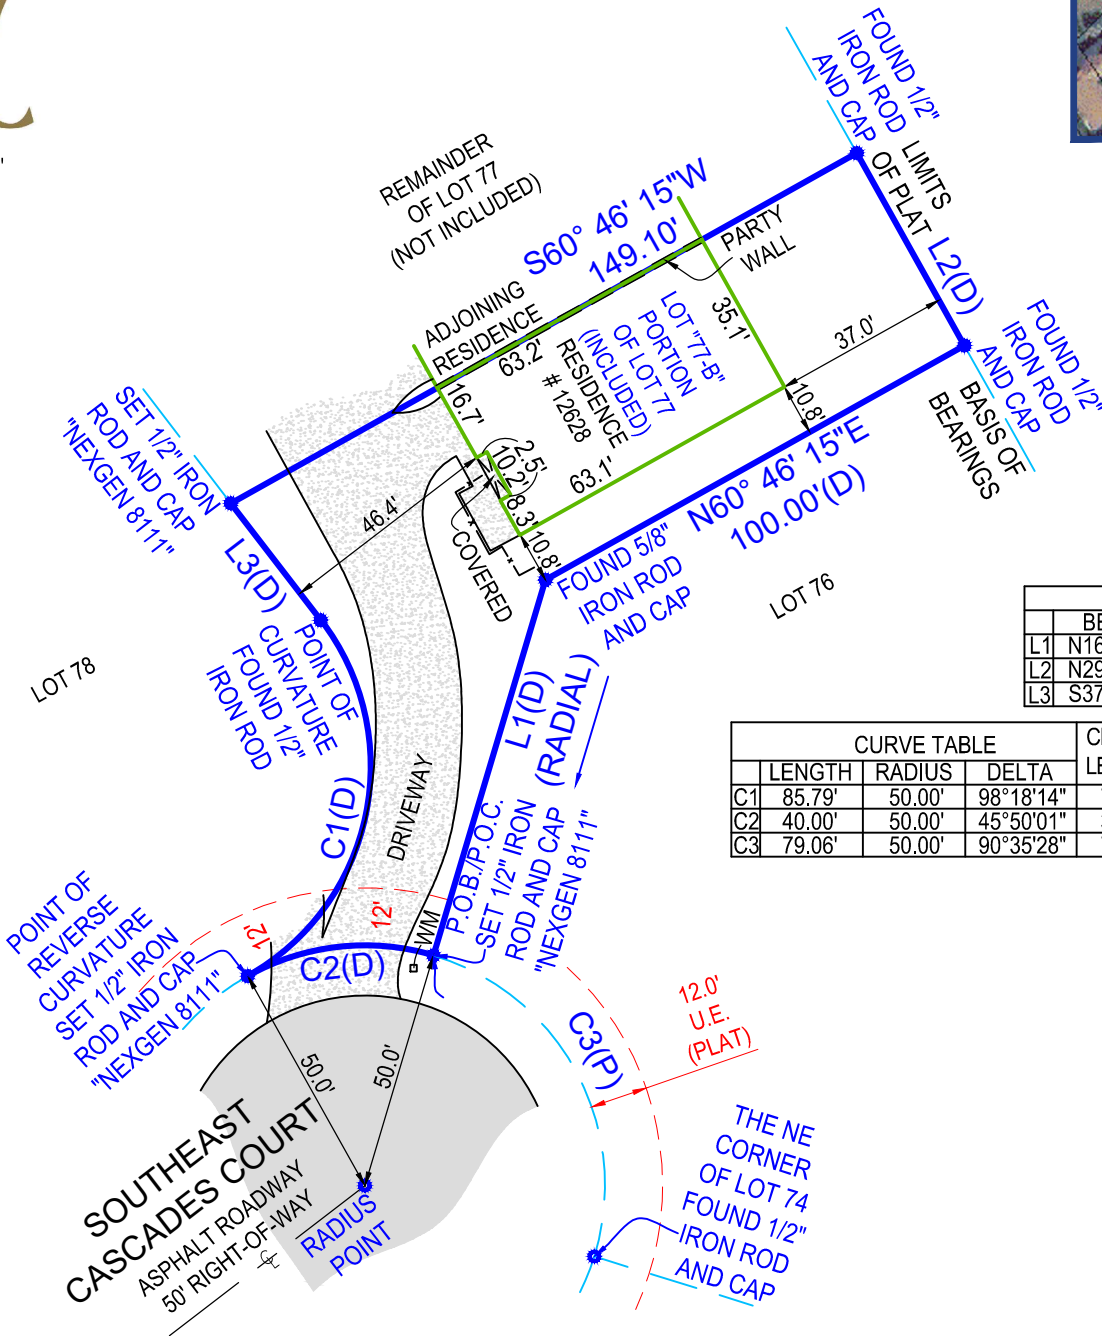 FOUND 1/2"
IRON ROD
AND CAP
LIMITS
OF PLAT
REMAINDER
OF LOT 77
(NOT INCLUDED)
S60° 46' 15"W
149.10'
PARTY
WALL
L2(D)
ADJOINING
RESIDENCE
63.2'
35.1'
37.0'
LOT "77-B"
PORTION
OF LOT 77
(INCLUDED)
RESIDENCE
# 12628
FOUND 1/2"
IRON ROD
AND CAP
BASIS OF
BEARINGS
16.7'
10.8'
2.5'
10.2'
8.3'
63.1'
10.8'
N60° 46' 15"E
100.00'(D)
SET 1/2" IRON
ROD AND CAP
"NEXGEN 8111"
46.4'
COVERED
FOUND 5/8"
IRON ROD
AND CAP
LOT 76
L3(D)
POINT OF
CURVATURE
FOUND 1/2"
IRON ROD
LOT 78
L1(D)
(RADIAL)
BE
L1 N16
L2 N29
L3 S37
CURVE TABLE
LENGTH RADIUS DELTA
C1 85.79' 50.00' 98°18'14"
C2 40.00' 50.00' 45°50'01"
C3 79.06' 50.00' 90°35'28"
C1(D)
DRIVEWAY
P.O.B./P.O.C.
SET 1/2" IRON
ROD AND CAP
"NEXGEN 8111"
POINT OF
REVERSE
CURVATURE
SET 1/2" IRON
ROD AND CAP
"NEXGEN 8111"
12'
12'
WM
C2(D)
C3(P)
12.0'
U.E.
(PLAT)
50.0'
50.0'
SOUTHEAST
CASCADES COURT
ASPHALT ROADWAY
50' RIGHT-OF-WAY
RADIUS
POINT
THE NE
CORNER
OF LOT 74
FOUND 1/2"
IRON ROD
AND CAP